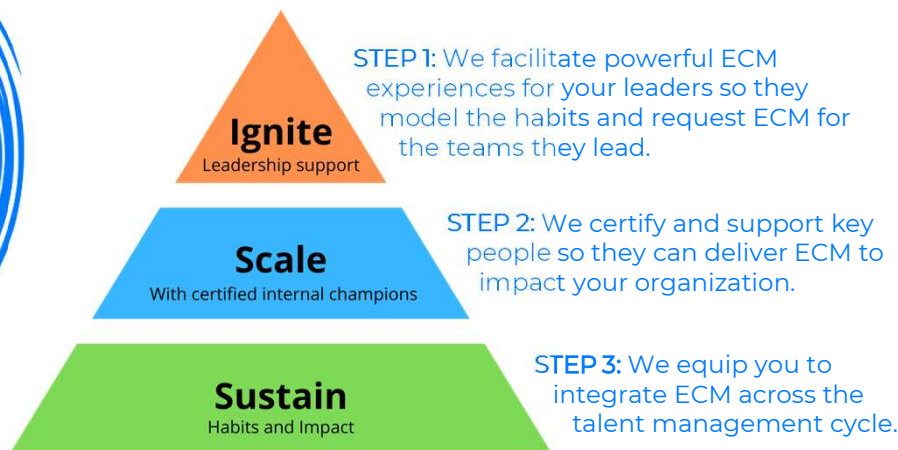 Ignite
Leadership support
STEP 1: We facilitate powerful ECM
experiences for your leaders so they
model the habits and request ECM for
the teams they lead.
Scale
With certified internal champions
STEP 2: We certify and support key
people so they can deliver ECM to
impact your organization.
Sustain
Habits and Impact
STEP 3: We equip you to
integrate ECM across the
talent management cycle.